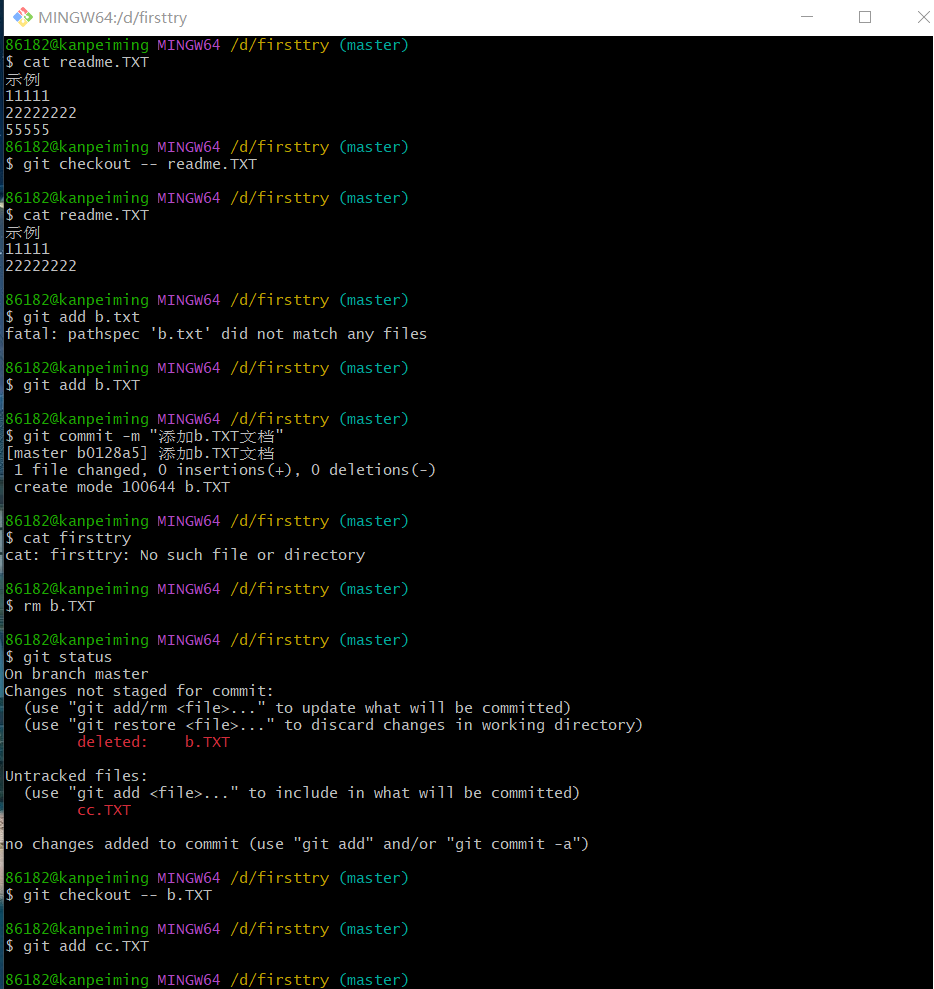 MINGW64:/d/firsttry
86182@kanpeiming MINGW64 /d/firsttry (master)
$ cat readme.TXT
示例
11111
22222222
55555
86182@kanpeiming MINGW64 /d/firsttry (master)
$ git checkout -- readme.TXT
86182@kanpeiming MINGW64 /d/firsttry (master)
$ cat readme.TXT
示例
11111
22222222
86182@kanpeiming MINGW64 /d/firsttry (master)
$ git add b.txt
fatal: pathspec 'b.txt' did not match any files
86182@kanpeiming MINGW64 /d/firsttry (master)
$ git add b.TXT
86182@kanpeiming MINGW64 /d/firsttry (master)
$ git commit -m "添加b.TXT文档"
[master b0128a5] 添加b.TXT文档
 1 file changed, 0 insertions(+), 0 deletions(-)
 create mode 100644 b.TXT
86182@kanpeiming MINGW64 /d/firsttry (master)
$ cat firsttry
cat: firsttry: No such file or directory
86182@kanpeiming MINGW64 /d/firsttry (master)
$ rm b.TXT
86182@kanpeiming MINGW64 /d/firsttry (master)
$ git status
On branch master
Changes not staged for commit:
  (use "git add/rm <file>..." to update what will be committed)
  (use "git restore <file>..." to discard changes in working directory)
        deleted:    b.TXT
Untracked files:
  (use "git add <file>..." to include in what will be committed)
        cc.TXT
no changes added to commit (use "git add" and/or "git commit -a")
86182@kanpeiming MINGW64 /d/firsttry (master)
$ git checkout -- b.TXT
86182@kanpeiming MINGW64 /d/firsttry (master)
$ git add cc.TXT
86182@kanpeiming MINGW64 /d/firsttry (master)